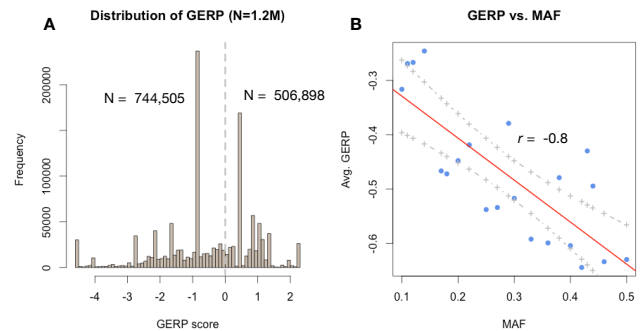 A
Distribution of GERP (N=1.2M)
N = 744,505
N = 506,898
Frequency
200000
150000
100000
50000
0
-4 -3 -2 -1 0 1 2
GERP score
B
GERP vs. MAF
r = -0.8
Avg. GERP
-0.3
-0.4
-0.5
-0.6
0.1 0.2 0.3 0.4 0.5
MAF